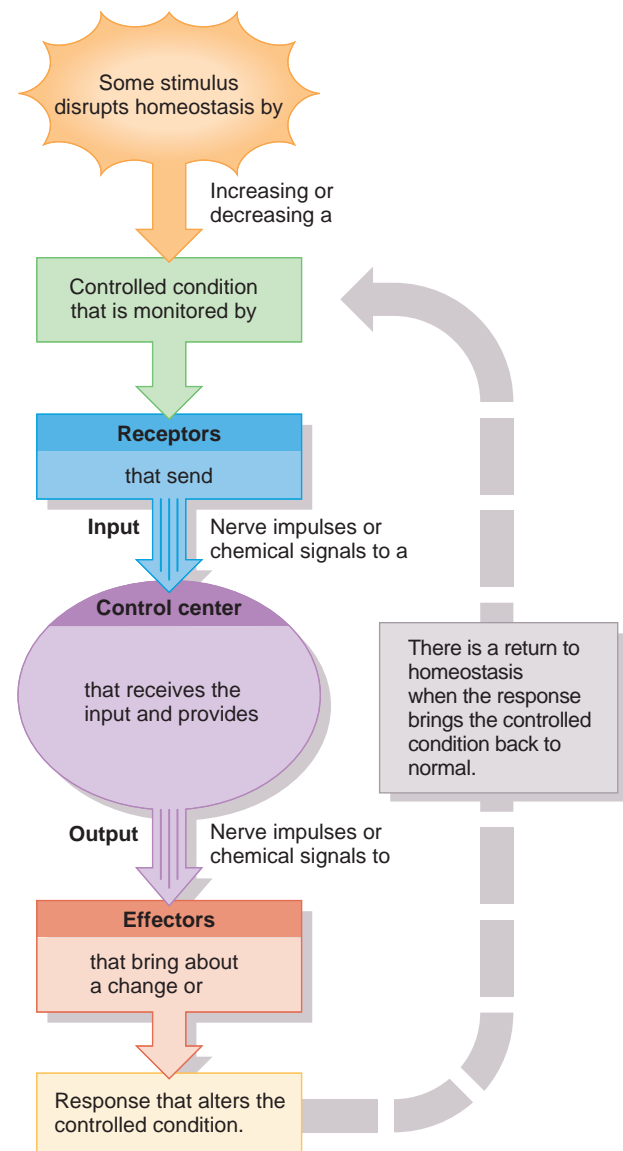 Some stimulus
disrupts homeostasis by
Increasing or
decreasing a
Controlled condition
that is monitored by
Receptors
that send
Input
Nerve impulses or
chemical signals to a
Control center
that receives the
input and provides
Output
Nerve impulses or
chemical signals to
Effectors
that bring about
a change or
Response that alters the
controlled condition.
There is a return to
homeostasis
when the response
brings the controlled
condition back to
normal.